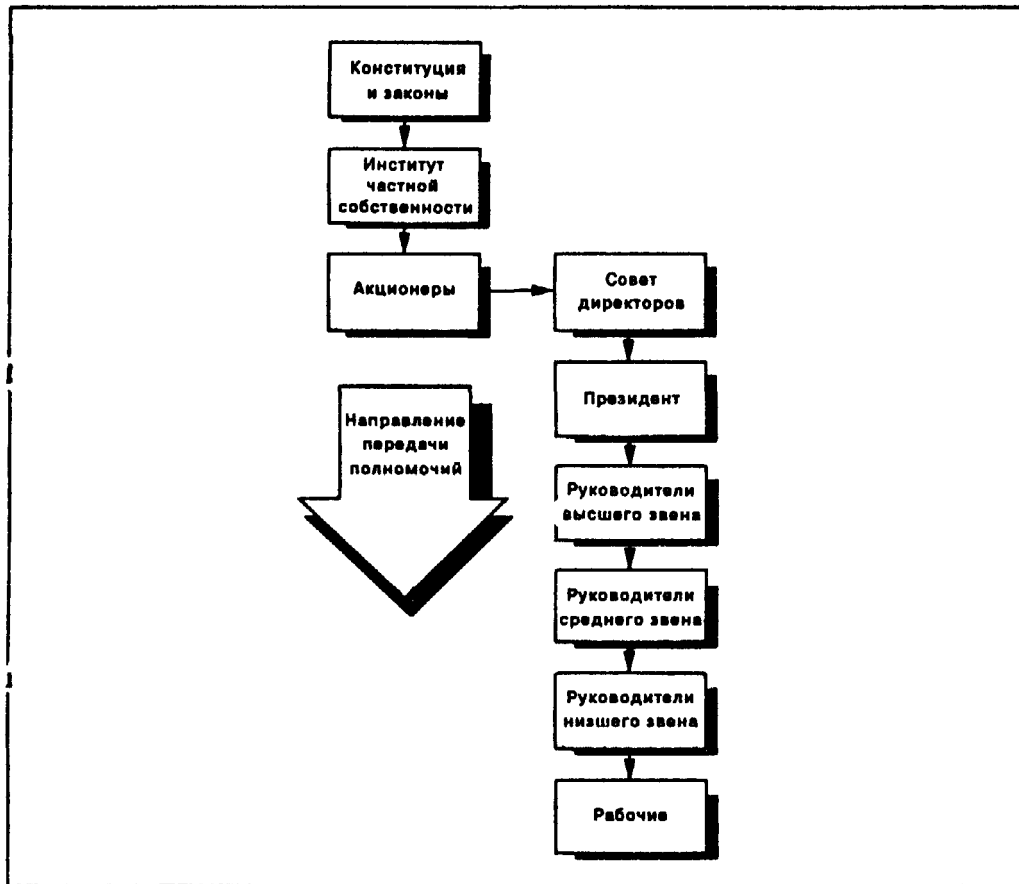 Конституция
и законы
Институт
частной
собственности
Акционеры
Совет
директоров
Президент
Направление
передачи
полномочий
Руководители
высшего звена
Руководители
среднего звена
Руководители
низшего звена
Рабочие